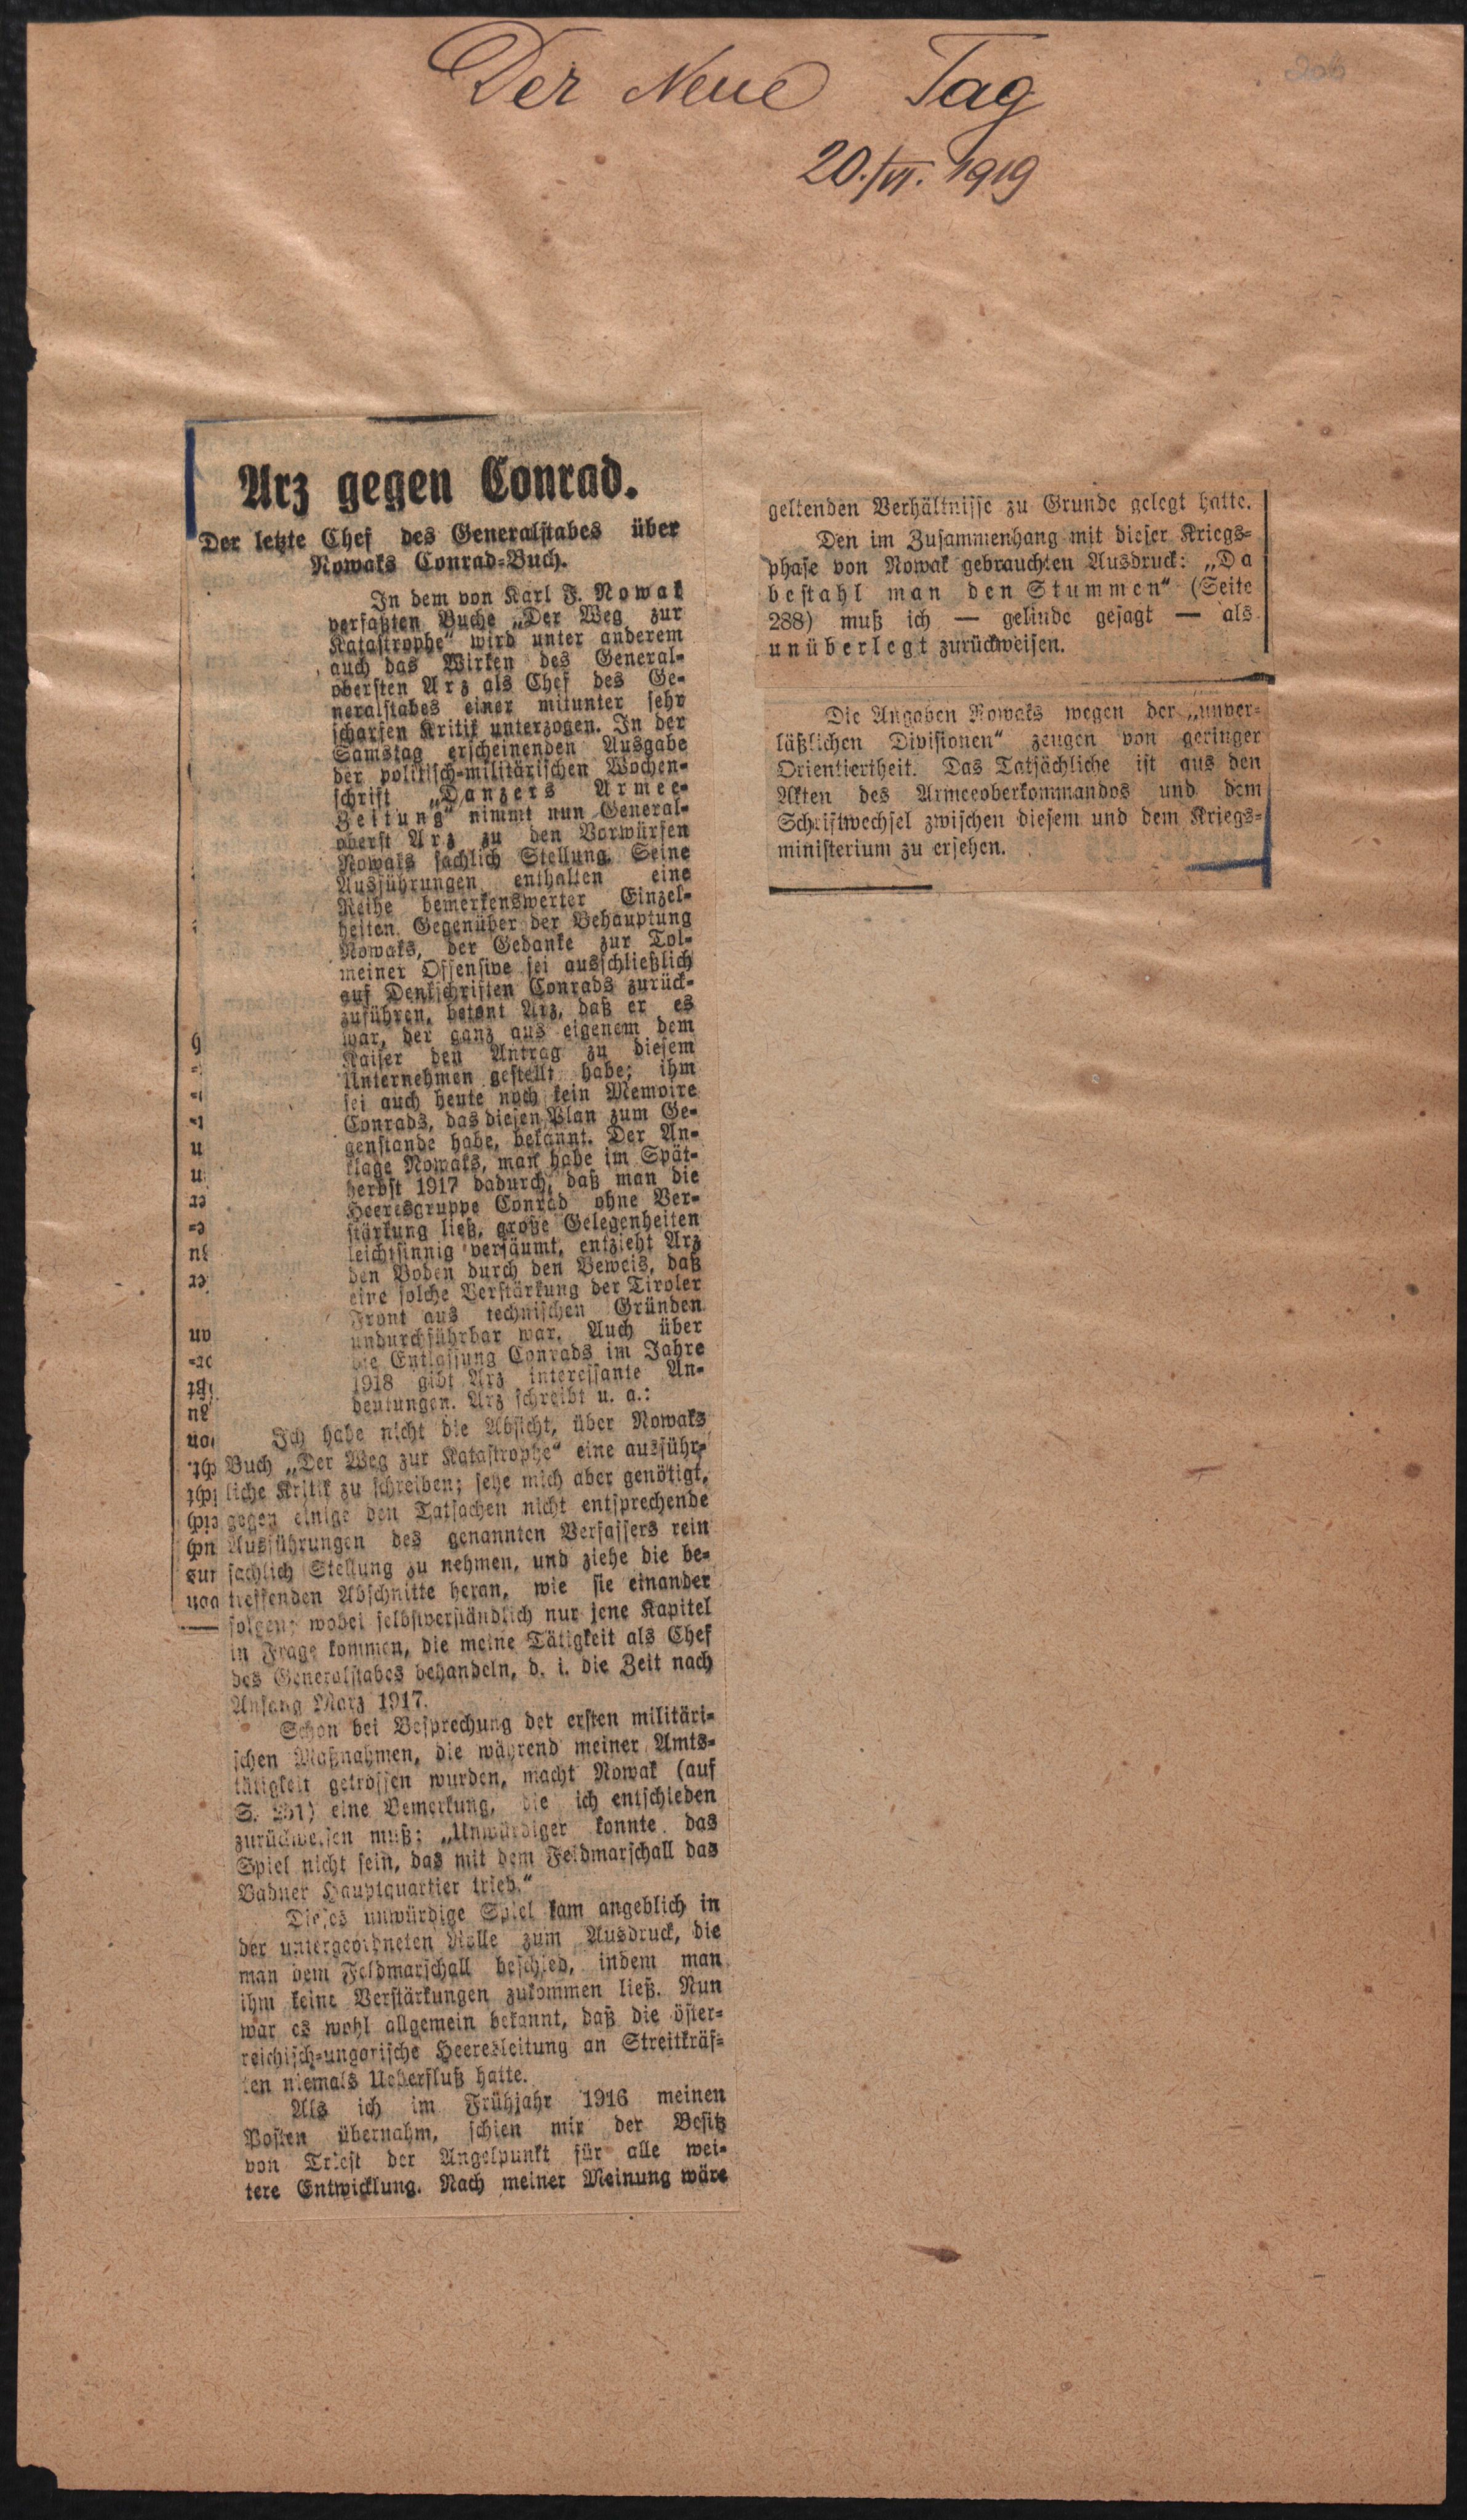 Der Neue Tag
20./VI. 1919
Arz gegen Conrad.
Der letzte Chef des Generalstabes über
Nowaks Conrad-Buch.
In dem von Karl F. Nowak
verfaßten Buche „Der Weg zur
Katastrophe“ wird unter anderem
auch das Wirken des General-
obersten Arz als Chef des Ge-
neralstabes einer mitunter sehr
scharfen Kritik unterzogen. In der
Samstag erscheinenden Ausgabe
der politisch-militärischen Wochen-
schrift „Danzers Armee-
Zeitung“ nimmt nun General-
oberst Arz zu den Vorwürfen
Nowaks sachlich Stellung. Seine
Ausführungen enthalten eine
Reihe bemerkenswerter Einzel-
heiten. Gegenüber der Behauptung
Nowaks, der Gedanke zur Tol-
meiner Offensive sei ausschließlich
auf Denkschriften Conrads zurück-
zuführen, betont Arz, daß er es
war, der ganz aus eigenem dem
Kaiser den Antrag zu diesem
Unternehmen gestellt habe; ihm
sei auch heute noch kein Memoire
Conrads, das diesen Plan zum Ge-
genstande habe, bekannt. Der An-
klage Nowaks, man habe im Spät-
herbst 1917 dadurch, daß man die
Heeresgruppe Conrad ohne Ver-
stärkung ließ, große Gelegenheiten
leichtsinnig versäumt, entzieht Arz
den Boden durch den Beweis, daß
eine solche Verstärkung der Tiroler
Front aus technischen Gründen
undurchführbar war. Auch über
die Entlassung Conrads im Jahre
1918 gibt Arz interessante An-
deutungen. Arz schreibt u. a.:
Ich habe nicht die Absicht, über Nowaks
Buch „Der Weg zur Katastrophe“ eine ausführ-
liche Kritik zu schreiben; sehe mich aber genötigt,
gegen einige den Tatsachen nicht entsprechende
Ausführungen des genannten Verfassers rein
sachlich Stellung zu nehmen, und ziehe die be-
treffenden Abschnitte heran, wie sie einander
folgen, wobei selbstverständlich nur jene Kapitel
in Frage kommen, die meine Tätigkeit als Chef
des Generalstabes behandeln, d. i. die Zeit nach
Anfang März 1917.
Schon bei Besprechung der ersten militäri-
schen Maßnahmen, die während meiner Amts-
tätigkeit getroffen wurden, macht Nowak (auf
S. 251) eine Bemerkung, die ich entschieden
zurückweisen muß: „Unwürdiger konnte das
Spiel nicht sein, das mit dem Feldmarschall das
Badner Hauptquartier trieb.“
Dieses unwürdige Spiel kam angeblich in
der untergeordneten Rolle zum Ausdruck, die
man dem Feldmarschall beschied, indem man
ihm keine Verstärkungen zukommen ließ. Nun
war es wohl allgemein bekannt, daß die öster-
reichisch-ungarische Heeresleitung an Streitkräf-
ten niemals Ueberfluß hatte.
Als ich im Frühjahr 1916 meinen
Posten übernahm, schien mir der Besitz
von Triest der Angelpunkt für alle wei-
tere Entwicklung. Nach meiner Meinung wäre
geltenden Verhältnisse zu Grunde gelegt hatte.
Den im Zusammenhang mit dieser Kriegs-
phase von Nowak gebrauchten Ausdruck: „Da
bestahl man den Stummen“ (Seite
288) muß ich — gelinde gesagt — als
unüberlegt zurückweisen.
Die Angaben Nowaks wegen der „unver-
läßlichen Divisionen“ zeugen von geringer
Orientiertheit. Das Tatsächliche ist aus den
Akten des Armeeoberkommandos und dem
Schriftwechsel zwischen diesem und dem Kriegs-
ministerium zu ersehen.